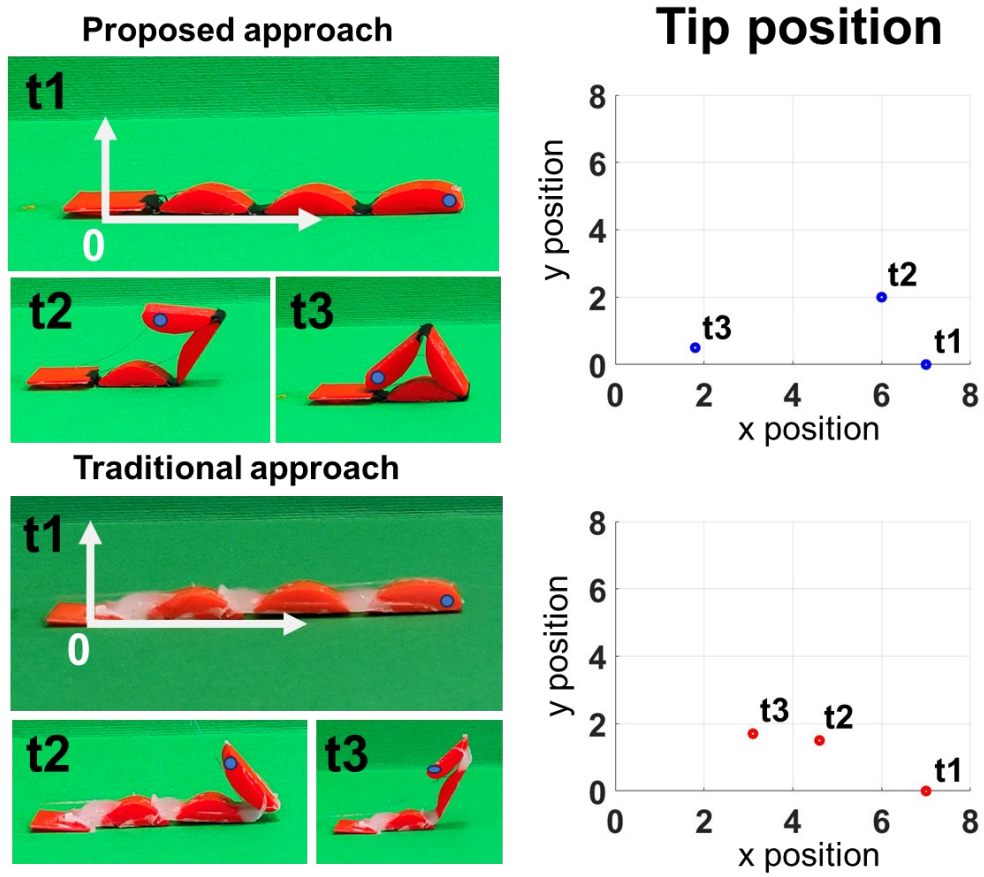 Proposed approach
t1
0
t2
t3
Traditional approach
t1
0
t2
t3
Tip position
8
6
4
2
0
y position
t3
t2
t1
0 2 4 6 8
x position
8
6
4
2
0
y position
t3
t2
t1
0 2 4 6 8
x position